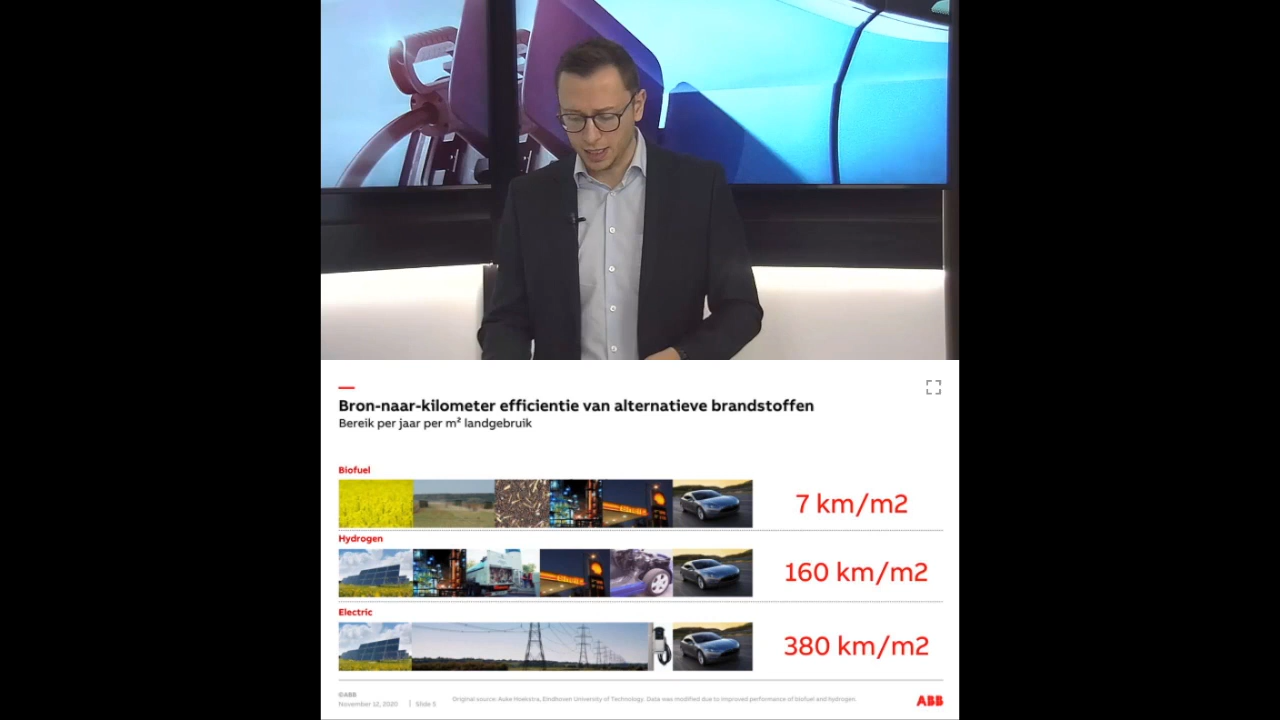 Bron-naar-kilometer efficientie van alternatieve brandstoffen
Bereik per jaar per m² landgebruik
Biofuel
7 km/m2
Hydrogen
160 km/m2
Electric
380 km/m2
©ABB
November 12, 2020 | Slide 5
Original source: Auke Hoekstra, Eindhoven University of Technology. Data was modified due to improved performance of biofuel and hydrogen.
ABB